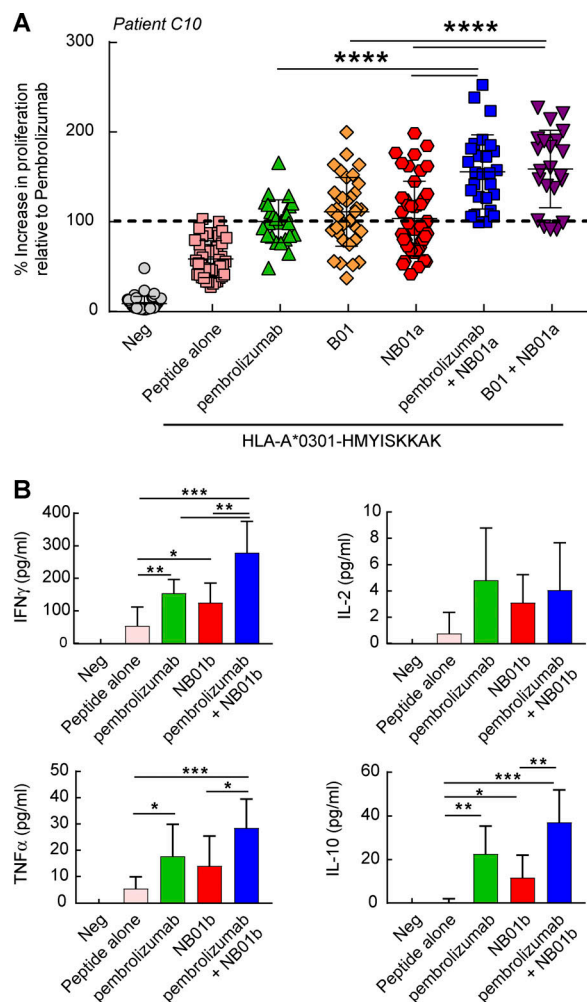 A
Patient C10
% Increase in proliferation
relative to Pembrolizumab
300
200
100
0
****
****
Neg
Peptide alone
pembrolizumab
B01
NB01a
pembrolizumab
+ NB01a
B01 + NB01a
HLA-A*0301-HMYISKKAK
B
IFNγ (pg/ml)
400
300
200
100
0
***
**
*
**
Neg
Peptide alone
pembrolizumab
NB01b
pembrolizumab
+ NB01b
IL-2 (pg/ml)
10
8
6
4
2
0
Neg
Peptide alone
pembrolizumab
NB01b
pembrolizumab
+ NB01b
TNFα (pg/ml)
50
40
30
20
10
0
***
*
*
Neg
Peptide alone
pembrolizumab
NB01b
pembrolizumab
+ NB01b
IL-10 (pg/ml)
60
40
20
0
**
***
*
**
Neg
Peptide alone
pembrolizumab
NB01b
pembrolizumab
+ NB01b